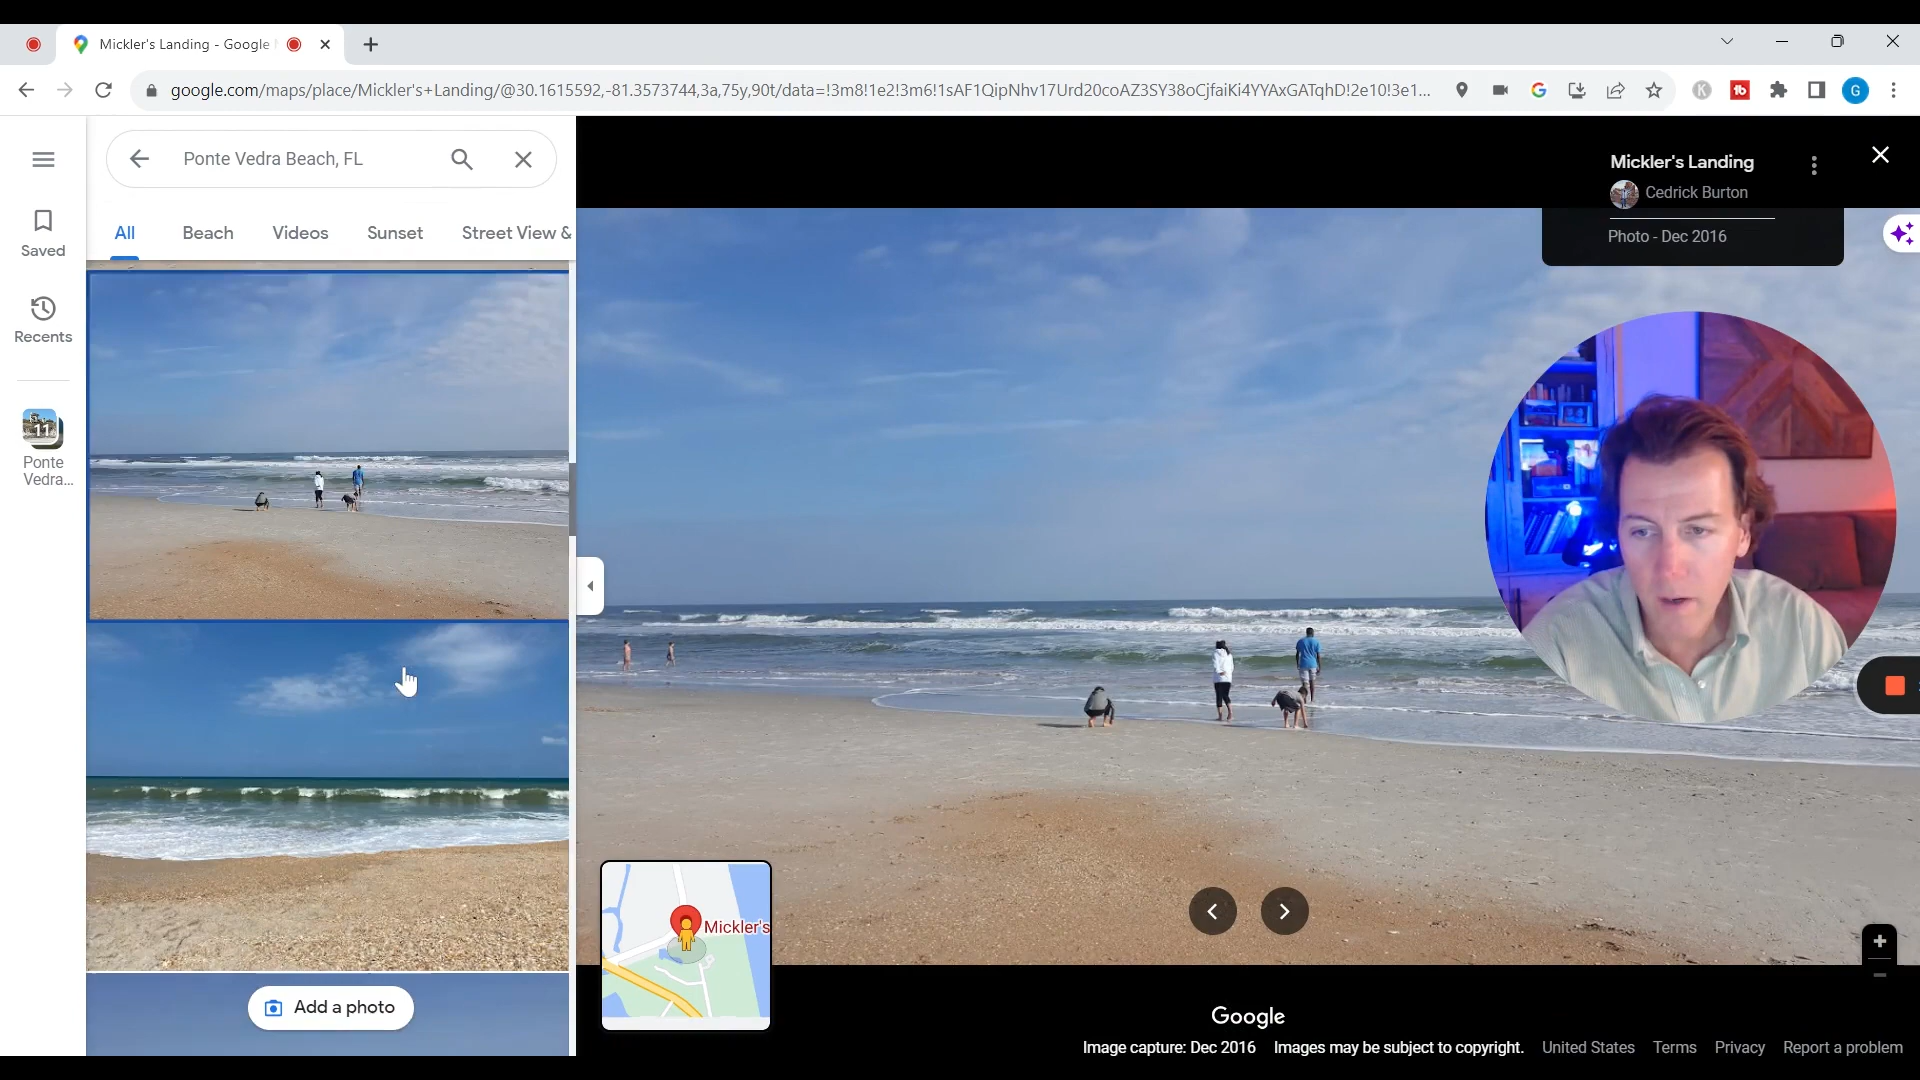 Mickler's Landing - Google
google.com/maps/place/Mickler's+Landing/@30.1615592,-81.3573744,3a,75y,90t/data=!3m8!1e2!3m6!1sAF1QipNhv17Urd20coAZ3SY38oCjfaiKi4YYAxGATqhD!2e10!3e1...
K
G
Ponte Vedra Beach, FL
All Beach Videos Sunset Street View &
Saved
Recents
11
Ponte
Vedra...
Add a photo
Mickler's Landing
Cedrick Burton
Photo - Dec 2016
Mickler's
Google
Image capture: Dec 2016 Images may be subject to copyright. United States Terms Privacy Report a problem